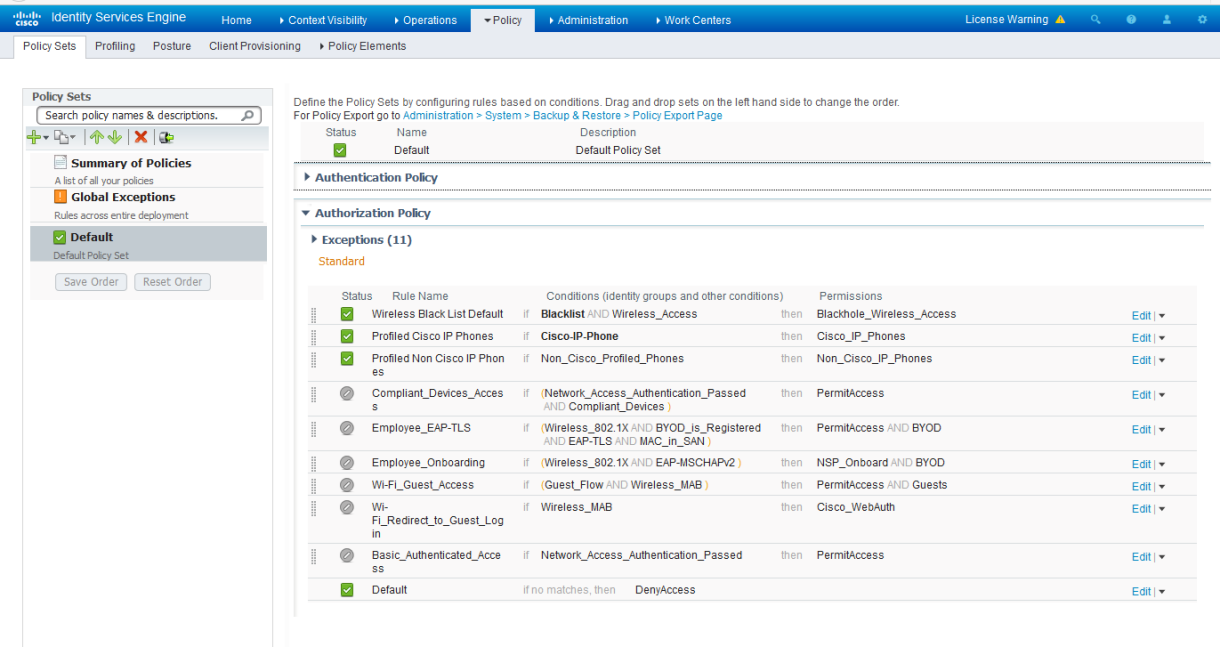 cisco Identity Services Engine Home Context Visibility Operations Policy Administration Work Centers License Warning
Policy Sets Profiling Posture Client Provisioning Policy Elements
Policy Sets
Search policy names & descriptions.
Summary of Policies
A list of all your policies
Global Exceptions
Rules across entire deployment
Default
Default Policy Set
Save Order Reset Order
Define the Policy Sets by configuring rules based on conditions. Drag and drop sets on the left hand side to change the order.
For Policy Export go to Administration > System > Backup & Restore > Policy Export Page
Status Name Description
Default Default Policy Set
Authentication Policy
Authorization Policy
Exceptions (11)
Standard
Status Rule Name Conditions (identity groups and other conditions) Permissions
Wireless Black List Default if Blacklist AND Wireless_Access then Blackhole_Wireless_Access Edit |
Profiled Cisco IP Phones if Cisco-IP-Phone then Cisco_IP_Phones Edit |
Profiled Non Cisco IP Phon if Non_Cisco_Profiled_Phones then Non_Cisco_IP_Phones Edit |
es
Compliant_Devices_Acces if (Network_Access_Authentication_Passed then PermitAccess Edit |
s AND Compliant_Devices )
Employee_EAP-TLS if (Wireless_802.1X AND BYOD_is_Registered then PermitAccess AND BYOD Edit |
AND EAP-TLS AND MAC_in_SAN )
Employee_Onboarding if (Wireless_802.1X AND EAP-MSCHAPv2 ) then NSP_Onboard AND BYOD Edit |
Wi-Fi_Guest_Access if (Guest_Flow AND Wireless_MAB ) then PermitAccess AND Guests Edit |
Wi- if Wireless_MAB then Cisco_WebAuth Edit |
Fi_Redirect_to_Guest_Log
in
Basic_Authenticated_Acce if Network_Access_Authentication_Passed then PermitAccess Edit |
ss
Default if no matches, then DenyAccess Edit |